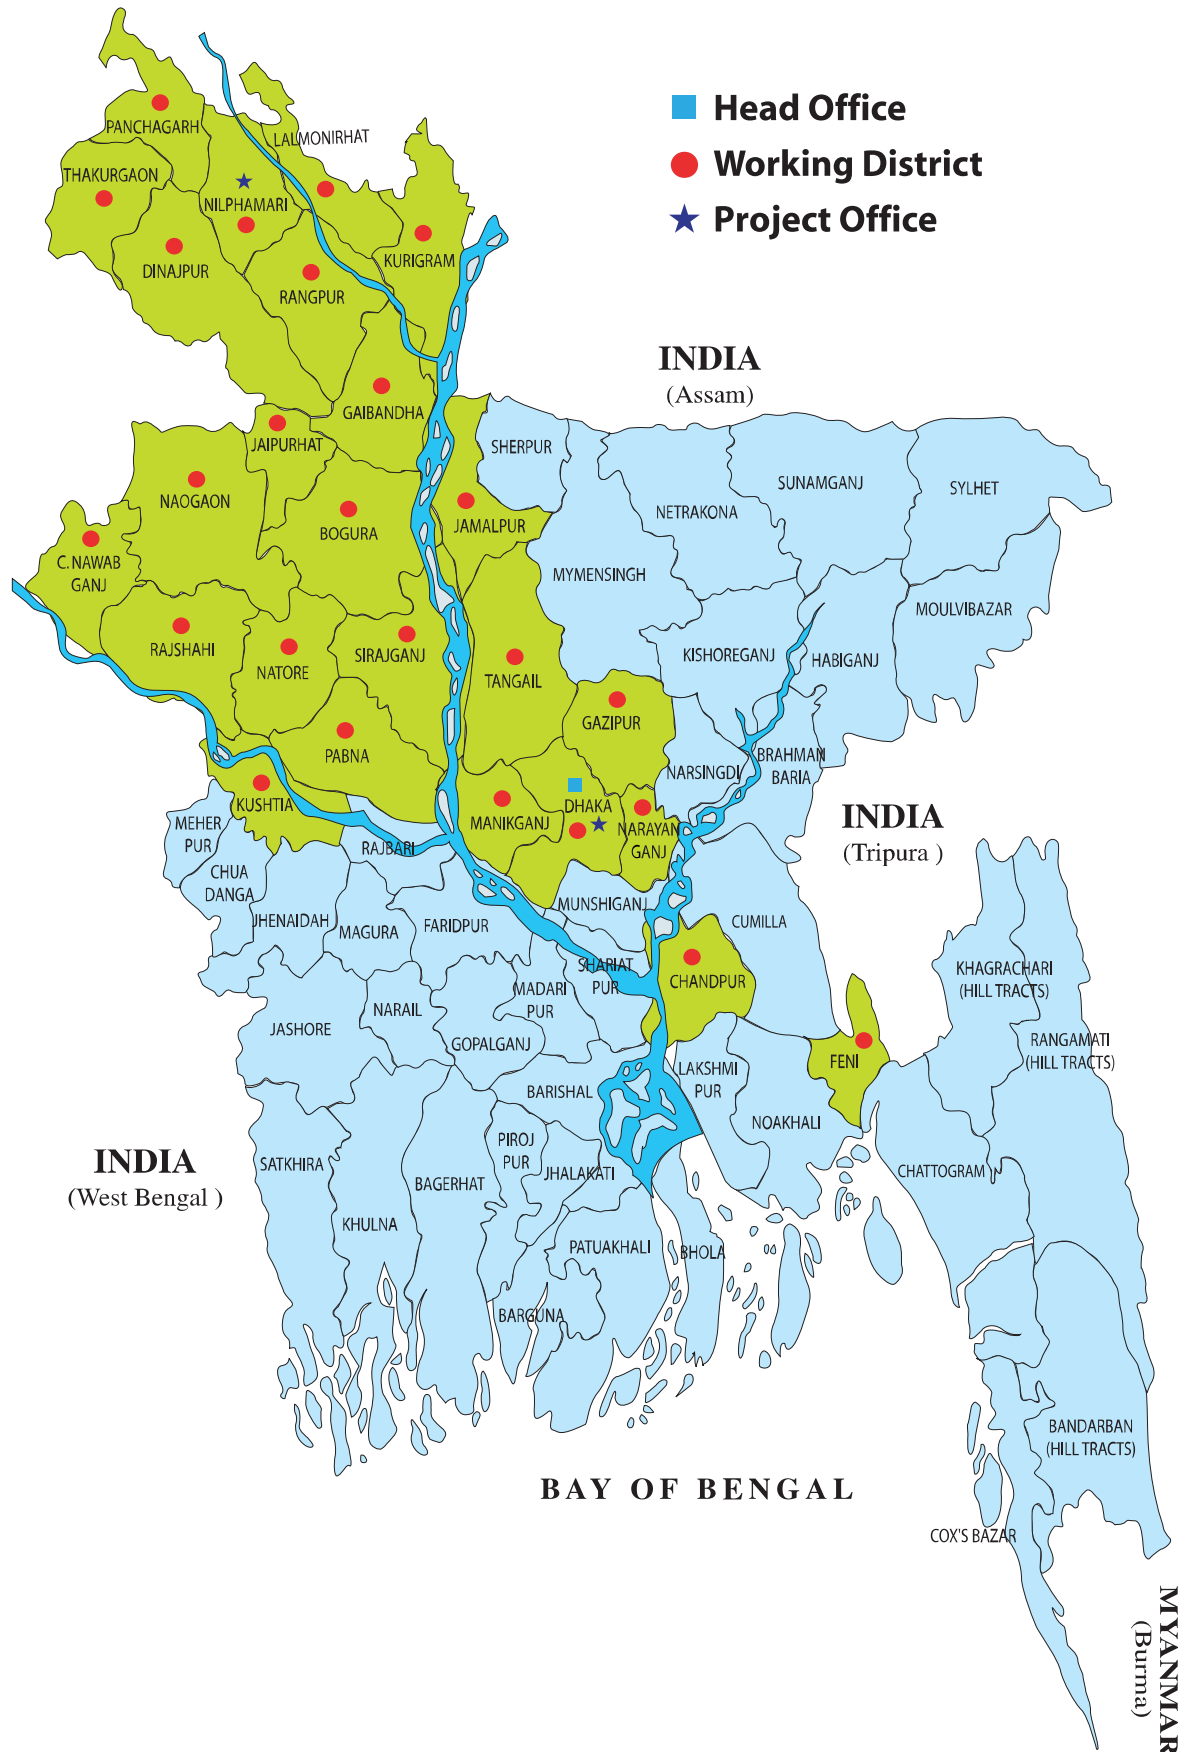 Head Office
Working District
Project Office
PANCHAGARH
LALMONIRHAT
THAKURGAON
NILPHAMARI
DINAJPUR
KURIGRAM
RANGPUR
INDIA
(Assam)
GAIBANDHA
JAIPURHAT
SHERPUR
NAOGAON
BOGURA
JAMALPUR
NETRAKONA
SUNAMGANJ
SYLHET
C. NAWAB
GANJ
MYMENSINGH
MOULVIBAZAR
RAJSHAHI
NATORE
SIRAJGANJ
TANGAIL
KISHOREGANJ
HABIGANJ
GAZIPUR
PABNA
NARSINGDI
BRAHMAN
BARIA
KUSHTIA
MANIKGANJ
DHAKA
NARAYAN
GANJ
INDIA
(Tripura )
MEHER
PUR
RAJBARI
CHUA
DANGA
JHENAIDAH
MAGURA
FARIDPUR
MUNSHIGANJ
CUMILLA
SHARIAT
PUR
CHANDPUR
KHAGRACHARI
(HILL TRACTS)
MADARI
PUR
NARAIL
JASHORE
GOPALGANJ
RANGAMATI
(HILL TRACTS)
FENI
LAKSHMI
PUR
BARISHAL
NOAKHALI
INDIA
(West Bengal )
SATKHIRA
PIROJ
PUR
JHALAKATI
BAGERHAT
CHATTOGRAM
KHULNA
PATUAKHALI
BHOLA
BARGUNA
BANDARBAN
(HILL TRACTS)
BAY OF BENGAL
COX'S BAZAR
MYANMAR
(Burma)